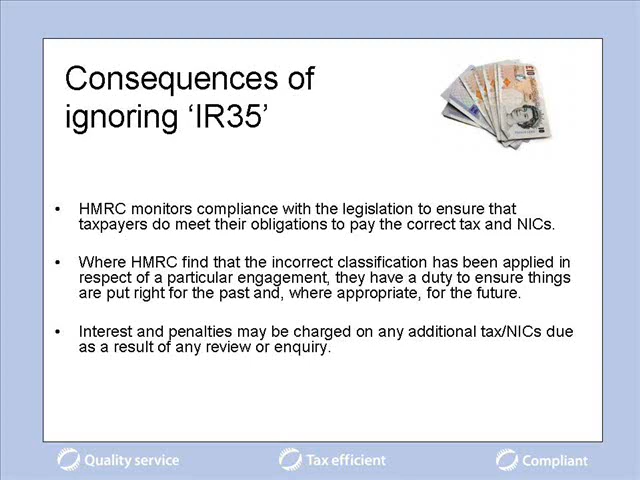 Consequences of
ignoring ‘IR35’
• HMRC monitors compliance with the legislation to ensure that
taxpayers do meet their obligations to pay the correct tax and NICs.
• Where HMRC find that the incorrect classification has been applied in
respect of a particular engagement, they have a duty to ensure things
are put right for the past and, where appropriate, for the future.
• Interest and penalties may be charged on any additional tax/NICs due
as a result of any review or enquiry.
Quality service
Tax efficient
Compliant